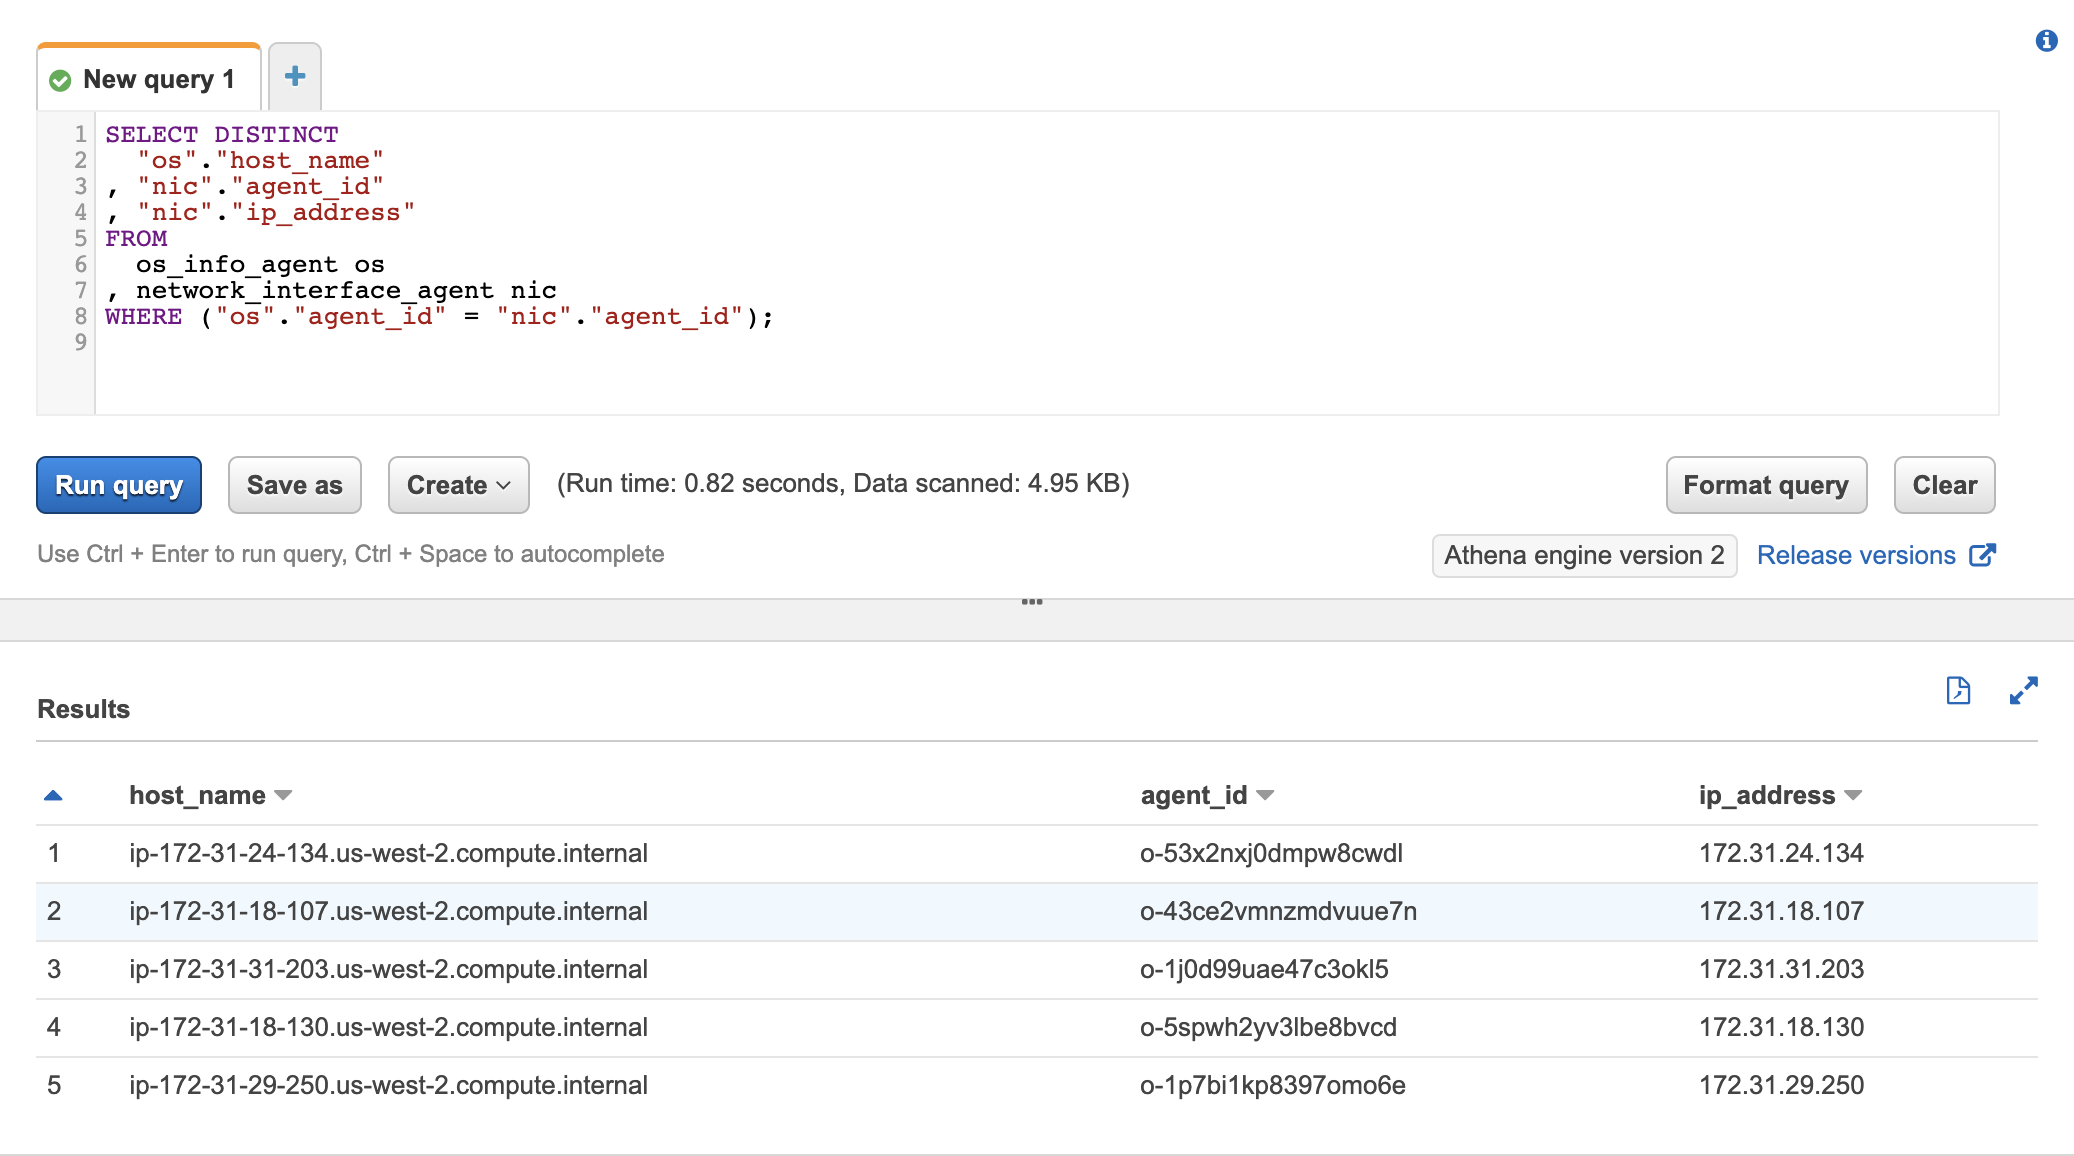 New query 1
1 SELECT DISTINCT
2 "os"."host_name"
3 , "nic"."agent_id"
4 , "nic"."ip_address"
5 FROM
6 os_info_agent os
7 , network_interface_agent nic
8 WHERE ("os"."agent_id" = "nic"."agent_id");
9
Run query Save as Create (Run time: 0.82 seconds, Data scanned: 4.95 KB) Format query Clear
Use Ctrl + Enter to run query, Ctrl + Space to autocomplete Athena engine version 2 Release versions
Results
host_name agent_id ip_address
1 ip-172-31-24-134.us-west-2.compute.internal o-53x2nxj0dmpw8cwdl 172.31.24.134
2 ip-172-31-18-107.us-west-2.compute.internal o-43ce2vmnzmdvuue7n 172.31.18.107
3 ip-172-31-31-203.us-west-2.compute.internal o-1j0d99uae47c3okl5 172.31.31.203
4 ip-172-31-18-130.us-west-2.compute.internal o-5spwh2yv3lbe8bvcd 172.31.18.130
5 ip-172-31-29-250.us-west-2.compute.internal o-1p7bi1kp8397omo6e 172.31.29.250